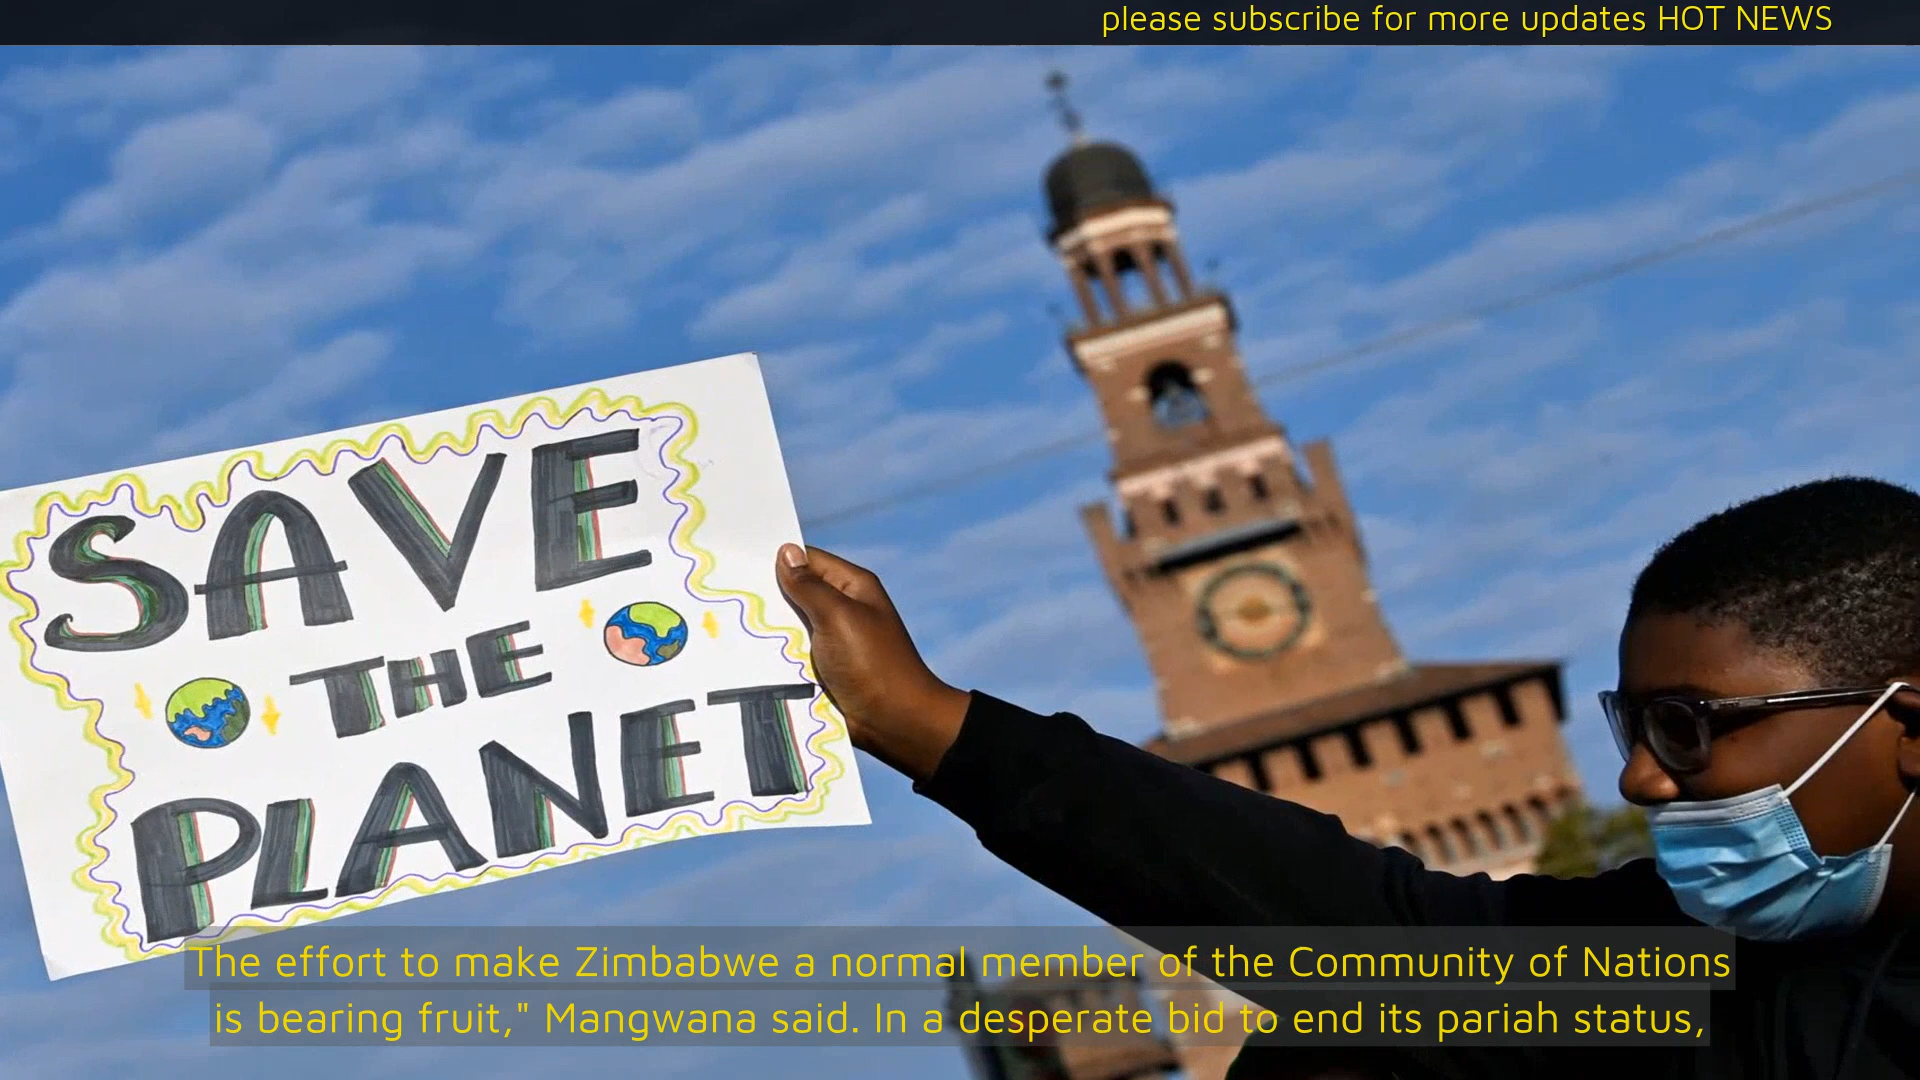 please subscribe for more updates HOT NEWS
SAVE
THE
PLANET
The effort to make Zimbabwe a normal member of the Community of Nations
is bearing fruit," Mangwana said. In a desperate bid to end its pariah status,